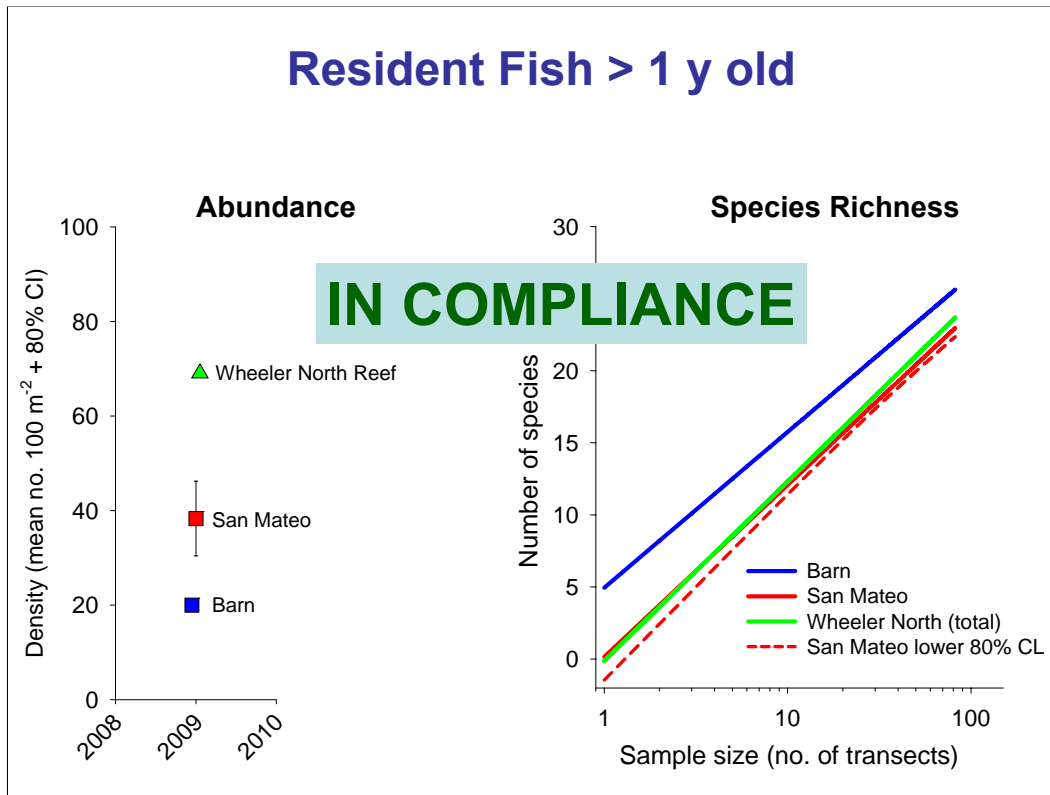 Resident Fish > 1 y old
Abundance
Density (mean no. 100 m⁻² + 80% CI)
100
80
60
40
20
0
2008
2009
2010
Wheeler North Reef
San Mateo
Barn
IN COMPLIANCE
Species Richness
Number of species
30
20
15
10
5
0
1
10
100
Sample size (no. of transects)
Barn
San Mateo
Wheeler North (total)
San Mateo lower 80% CL